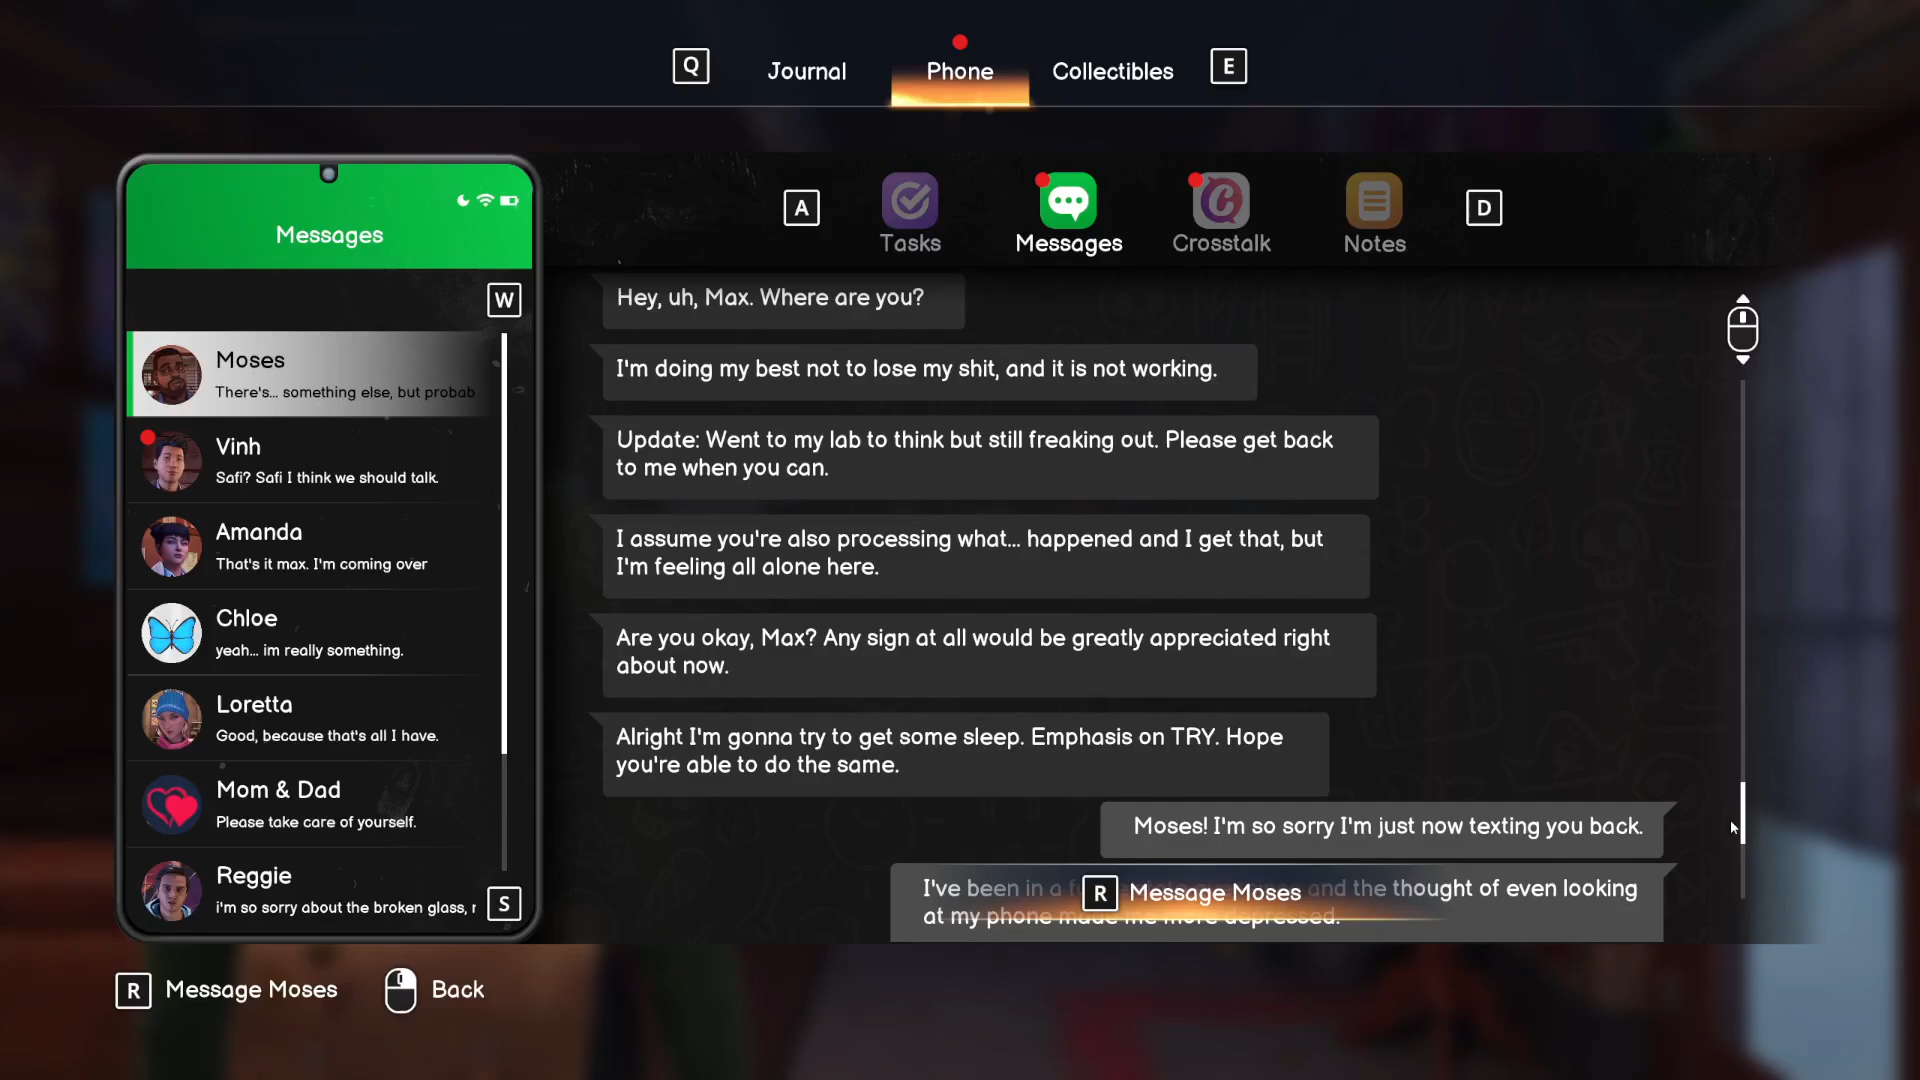 Q
Journal
Phone
Collectibles
E
Messages
A
Tasks
Messages
Crosstalk
Notes
D
W
Moses
There's... something else, but probab
Vinh
Safi? Safi I think we should talk.
Amanda
That's it max. I'm coming over
Chloe
yeah... im really something.
Loretta
Good, because that's all I have.
Mom & Dad
Please take care of yourself.
Reggie
i'm so sorry about the broken glass, r
S
Hey, uh, Max. Where are you?
I'm doing my best not to lose my shit, and it is not working.
Update: Went to my lab to think but still freaking out. Please get back
to me when you can.
I assume you're also processing what... happened and I get that, but
I'm feeling all alone here.
Are you okay, Max? Any sign at all would be greatly appreciated right
about now.
Alright I'm gonna try to get some sleep. Emphasis on TRY. Hope
you're able to do the same.
Moses! I'm so sorry I'm just now texting you back.
I've been in a and the thought of even looking
at my phone made me more depressed.
R Message Moses
R Message Moses
Back